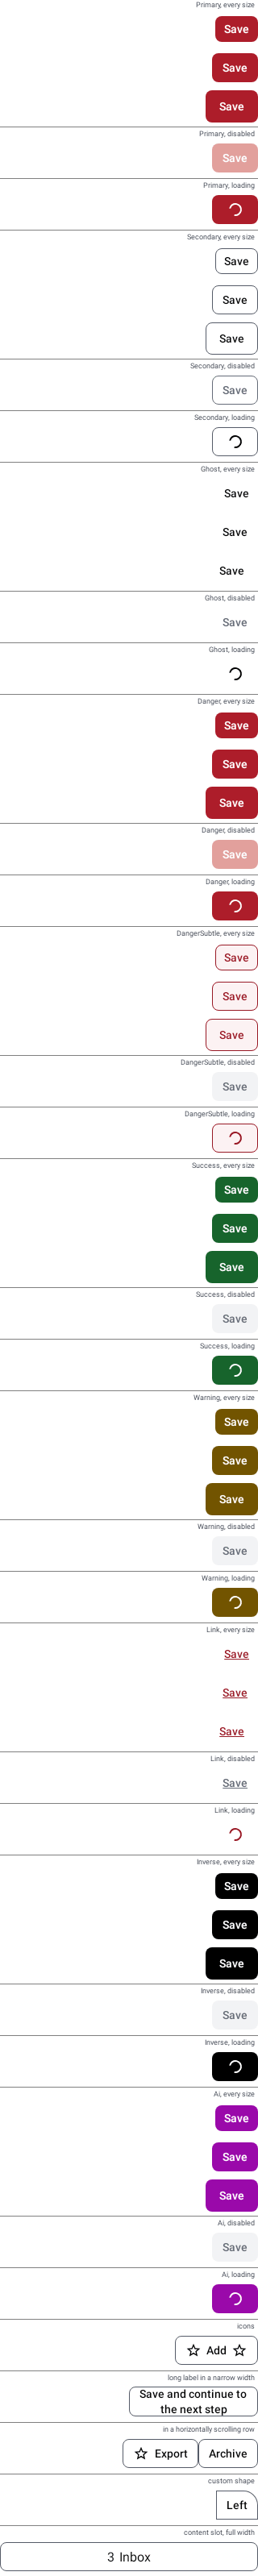 Primary, every size
Save
Save
Save
Primary, disabled
Save
Primary, loading
Secondary, every size
Save
Save
Save
Secondary, disabled
Save
Secondary, loading
Ghost, every size
Save
Save
Save
Ghost, disabled
Save
Ghost, loading
Danger, every size
Save
Save
Save
Danger, disabled
Save
Danger, loading
DangerSubtle, every size
Save
Save
Save
DangerSubtle, disabled
Save
DangerSubtle, loading
Success, every size
Save
Save
Save
Success, disabled
Save
Success, loading
Warning, every size
Save
Save
Save
Warning, disabled
Save
Warning, loading
Link, every size
Save
Save
Save
Link, disabled
Save
Link, loading
Inverse, every size
Save
Save
Save
Inverse, disabled
Save
Inverse, loading
Ai, every size
Save
Save
Save
Ai, disabled
Save
Ai, loading
icons
Add
long label in a narrow width
Save and continue to
the next step
in a horizontally scrolling row
Export Archive
custom shape
Left
content slot, full width
3 Inbox